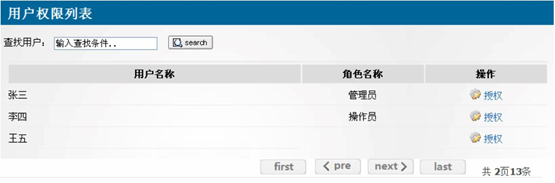 用户权限列表
查找用户： 输入查找条件.. search
用户名称 角色名称 操作
张三 管理员 授权
李四 操作员 授权
王五 授权
first pre next last 共 2页13条